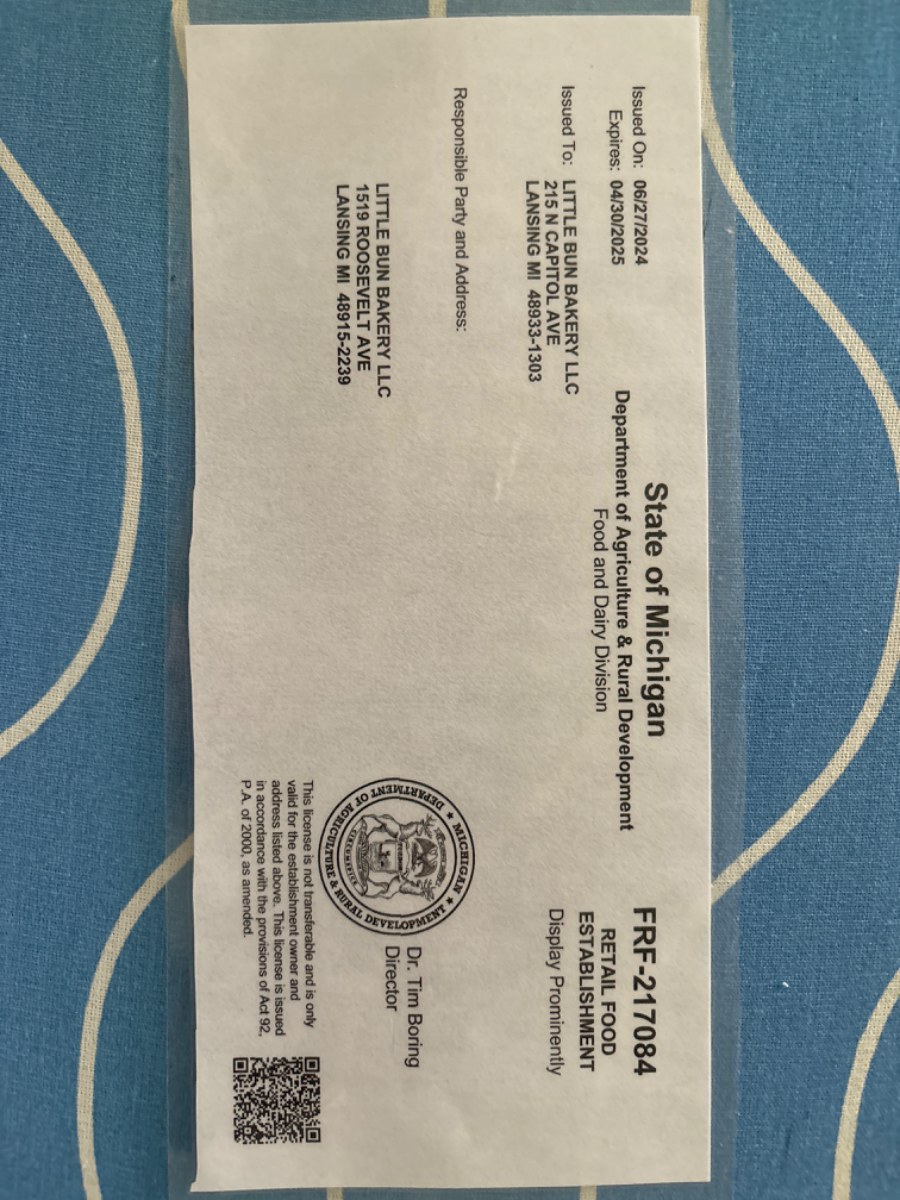 State of Michigan
Department of Agriculture & Rural Development
Food and Dairy Division
FRF-217084
RETAIL FOOD
ESTABLISHMENT
Display Prominently
Issued On: 06/27/2024
Expires: 04/30/2025
Issued To: LITTLE BUN BAKERY LLC
215 N CAPITOL AVE
LANSING MI 48933-1303
Responsible Party and Address:
LITTLE BUN BAKERY LLC
1519 ROOSEVELT AVE
LANSING MI 48915-2239
★ MICHIGAN ★
DEPARTMENT OF AGRICULTURE & RURAL DEVELOPMENT
Dr. Tim Boring
Director
This license is not transferable and is only
valid for the establishment owner and
address listed above. This license is issued
in accordance with the provisions of Act 92,
P.A. of 2000, as amended.